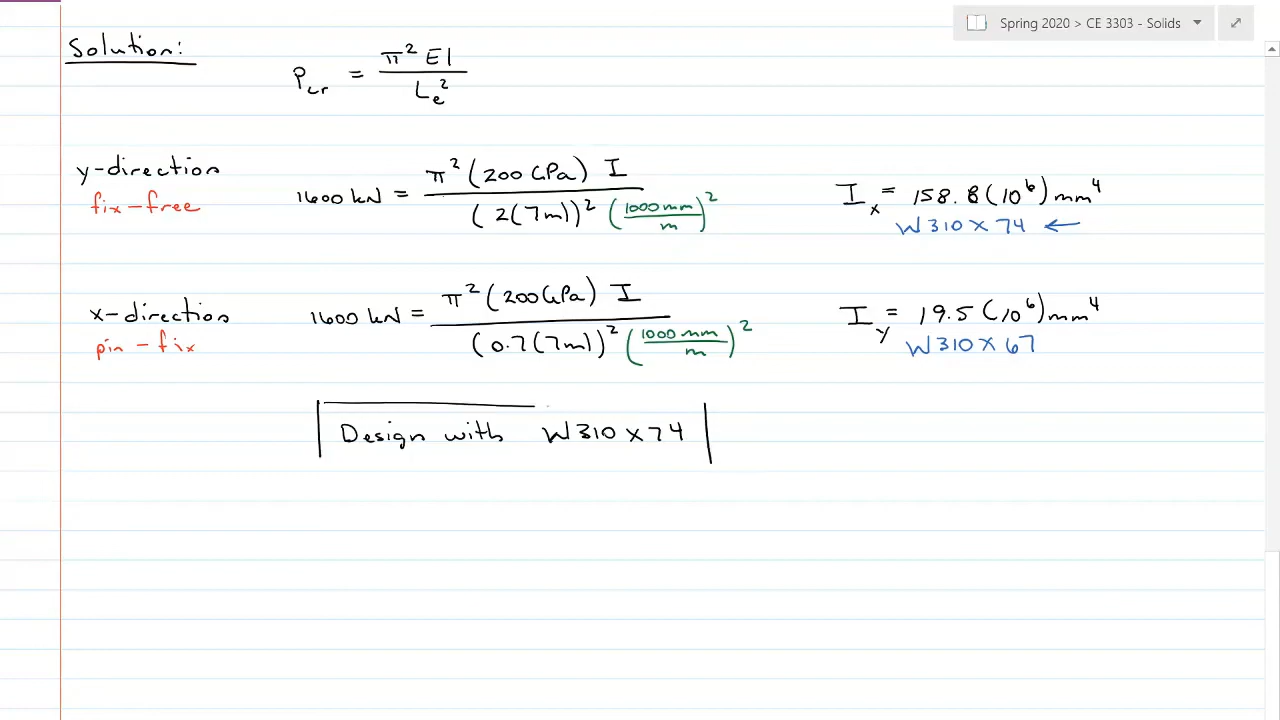 Spring 2020 > CE 3303 - Solids
Solution:
P_cr = π² EI / L_e²
y-direction
fix-free
1600 kN = π² (200 GPa) I / (2(7m))² (1000 mm / m)²
I_x = 158.8(10⁶) mm⁴
W310 x 74 ←
x-direction
pin - fix
1600 kN = π² (200 GPa) I / (0.7(7m))² (1000 mm / m)²
I_y = 19.5(10⁶) mm⁴
W310 x 67
Design with W310 x 74